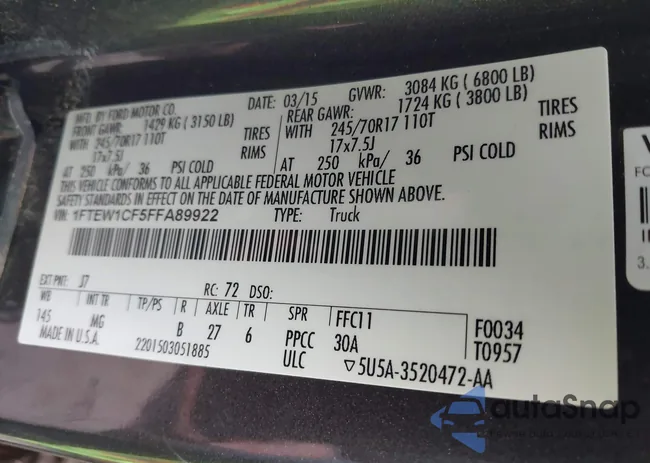 MFD. BY FORD MOTOR CO.
DATE: 03/15
GVWR: 3084 KG ( 6800 LB)
FRONT GAWR: 1429 KG ( 3150 LB)
REAR GAWR: 1724 KG ( 3800 LB)
WITH 245/70R17 110T TIRES
WITH 245/70R17 110T TIRES
17x7.5J RIMS
17x7.5J RIMS
AT 250 kPa/ 36 PSI COLD
AT 250 kPa/ 36 PSI COLD
THIS VEHICLE CONFORMS TO ALL APPLICABLE FEDERAL MOTOR VEHICLE
SAFETY STANDARDS IN EFFECT ON THE DATE OF MANUFACTURE SHOWN ABOVE.
VIN: 1FTEW1CF5FFA89922
TYPE: Truck
EXT PNT: J7 RC: 72 DSO:
WB INT TR TP/PS R AXLE TR SPR FFC11 F0034
145 MG B 27 6 PPCC 30A T0957
MADE IN U.S.A. 2201503051885 ULC ▽5U5A-3520472-AA
FC
3.
autoSnap